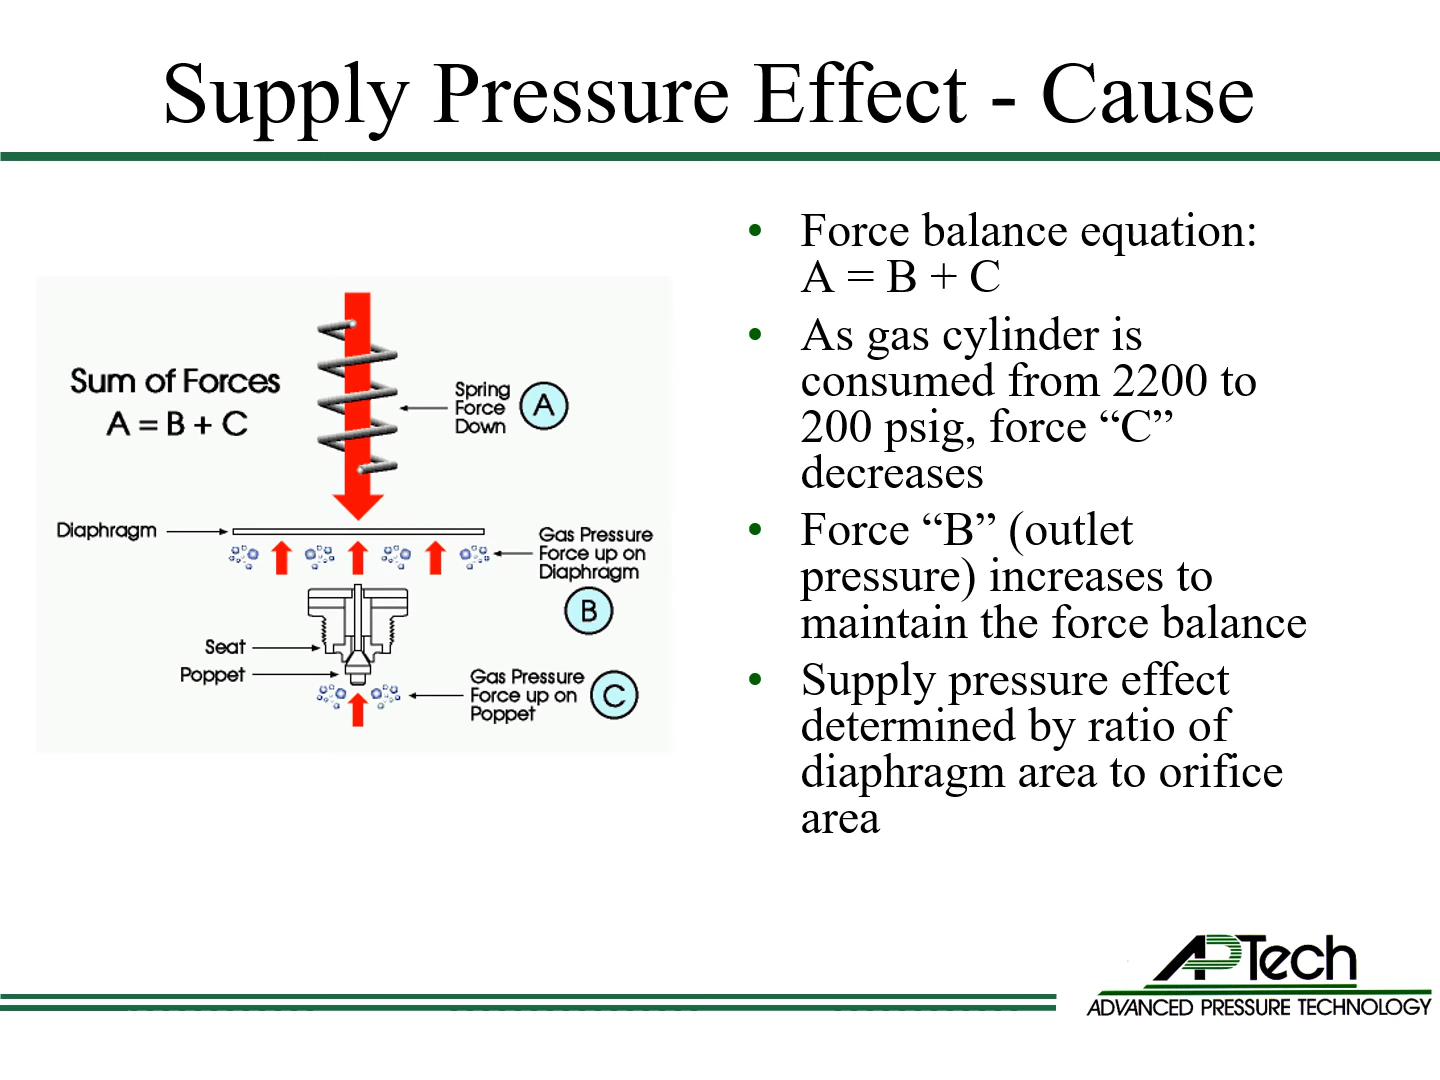 Supply Pressure Effect - Cause
Sum of Forces
A = B + C
Spring
Force
Down
A
Diaphragm
Gas Pressure
Force up on
Diaphragm
B
Seat
Poppet
Gas Pressure
Force up on
Poppet
C
• Force balance equation:
A = B + C
• As gas cylinder is
consumed from 2200 to
200 psig, force “C”
decreases
• Force “B” (outlet
pressure) increases to
maintain the force balance
• Supply pressure effect
determined by ratio of
diaphragm area to orifice
area
APTech
ADVANCED PRESSURE TECHNOLOGY